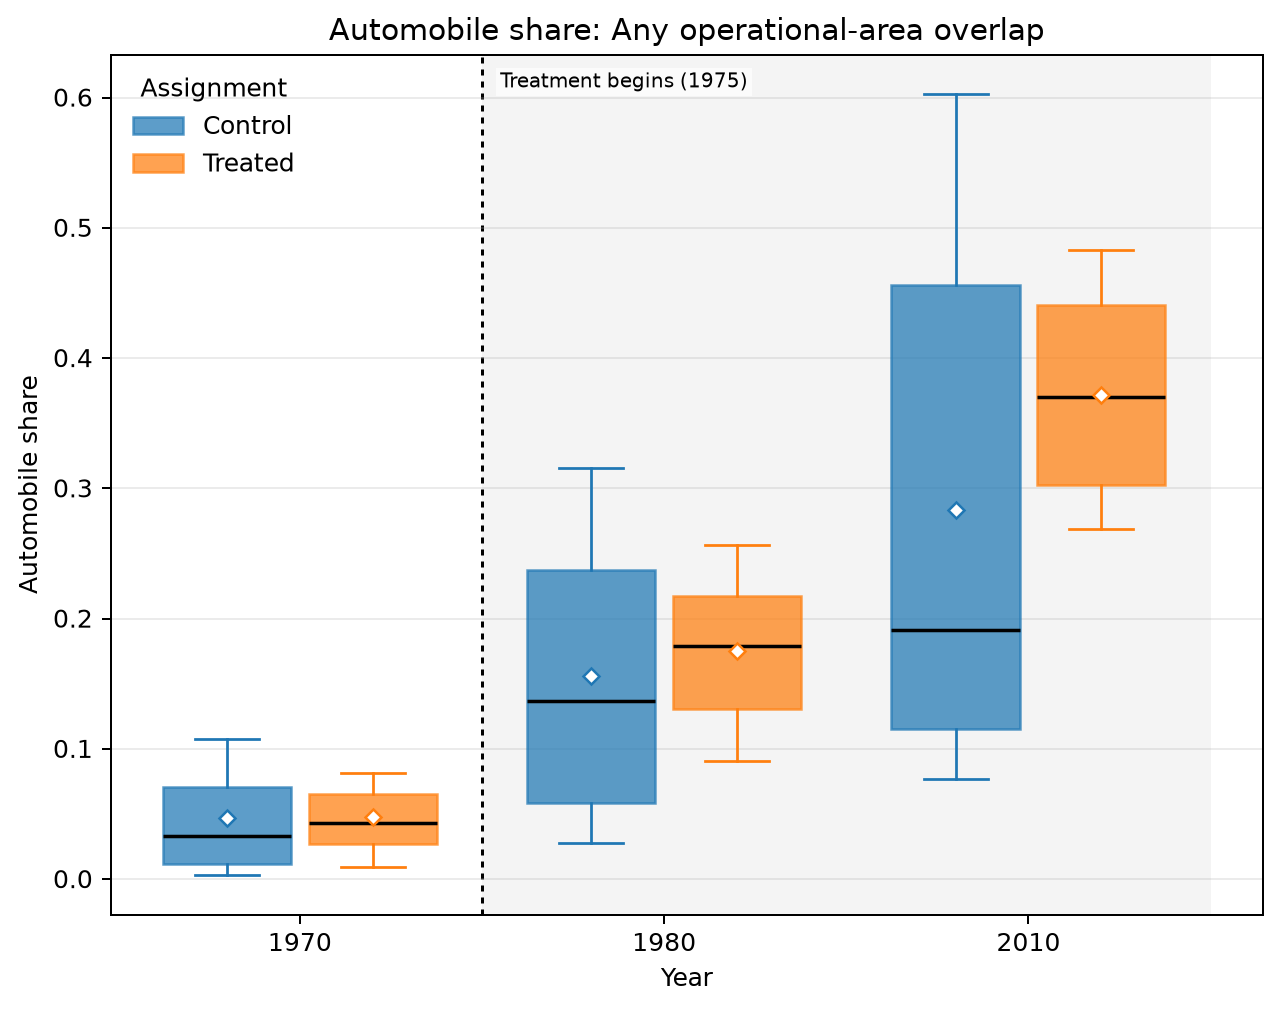 Automobile share: Any operational-area overlap
Treatment begins (1975)
Assignment
Control
Treated
Automobile share
0.6
0.5
0.4
0.3
0.2
0.1
0.0
1970
1980
2010
Year